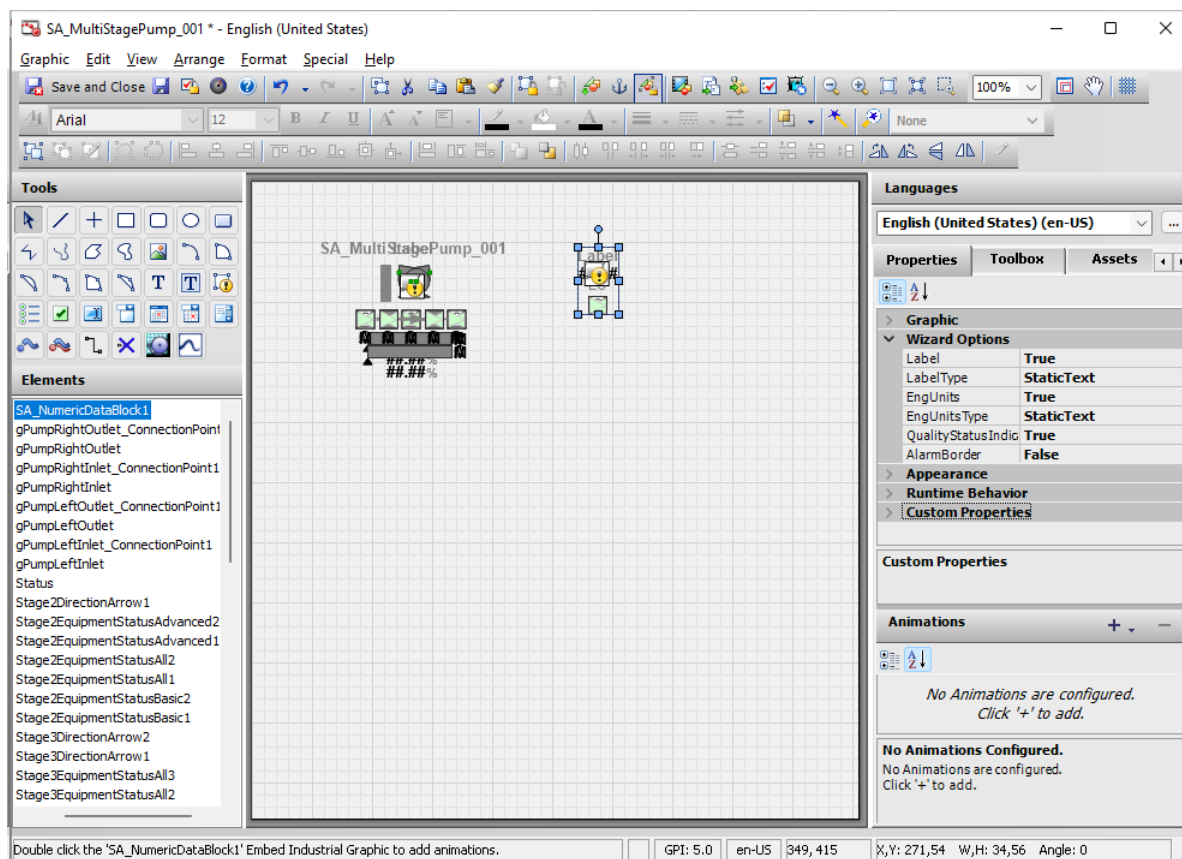 SA_MultiStagePump_001 * - English (United States)
Graphic Edit View Arrange Format Special Help
Save and Close 100%
Arial 12 B I U A A A None
Tools
T T
Elements
SA_NumericDataBlock1
gPumpRightOutlet_ConnectionPoint
gPumpRightOutlet
gPumpRightInlet_ConnectionPoint1
gPumpRightInlet
gPumpLeftOutlet_ConnectionPoint1
gPumpLeftOutlet
gPumpLeftInlet_ConnectionPoint1
gPumpLeftInlet
Status
Stage2DirectionArrow1
Stage2EquipmentStatusAdvanced2
Stage2EquipmentStatusAdvanced1
Stage2EquipmentStatusAll2
Stage2EquipmentStatusAll1
Stage2EquipmentStatusBasic2
Stage2EquipmentStatusBasic1
Stage3DirectionArrow2
Stage3DirectionArrow1
Stage3EquipmentStatusAll3
Stage3EquipmentStatusAll2
SA_MultiStagePump_001
Label
##.##%
##.##%
Label
Languages
English (United States) (en-US) ...
Properties Toolbox Assets
Graphic
Wizard Options
Label True
LabelType StaticText
EngUnits True
EngUnitsType StaticText
QualityStatusIndic True
AlarmBorder False
Appearance
Runtime Behavior
Custom Properties
Custom Properties
Animations
No Animations are configured.
Click '+' to add.
No Animations Configured.
No Animations are configured.
Click '+' to add.
Double click the 'SA_NumericDataBlock1' Embed Industrial Graphic to add animations. GPI: 5.0 en-US 349, 415 X,Y: 271,54 W,H: 34,56 Angle: 0